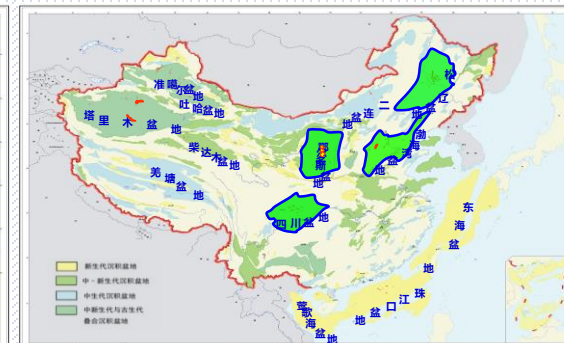 准噶尔盆地
吐哈盆地
塔里木盆地
柴达木盆地
羌塘盆地
二连盆地
松辽盆地
渤海湾盆地
鄂尔多斯盆地
四川盆地
东海盆地
珠江口盆地
莺歌海盆地
新生代沉积盆地
中、新生代沉积盆地
中生代沉积盆地
中新生代与古生代
叠合沉积盆地